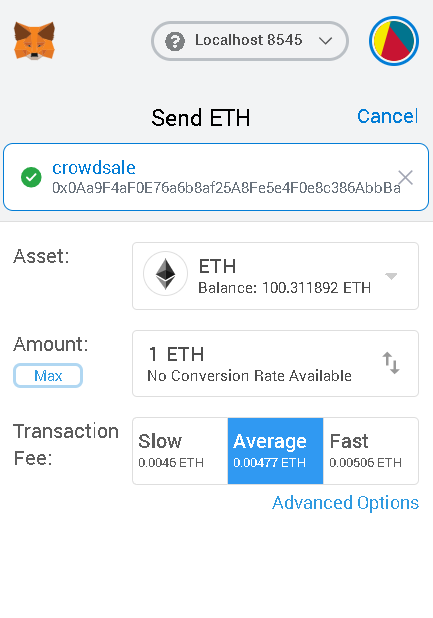 Localhost 8545
Send ETH
Cancel
crowdsale
0x0Aa9F4aF0E76a6b8af25A8Fe5e4F0e8c386AbbBa
Asset:
ETH
Balance: 100.311892 ETH
Amount:
Max
1 ETH
No Conversion Rate Available
Transaction
Fee:
Slow
0.0046 ETH
Average
0.00477 ETH
Fast
0.00506 ETH
Advanced Options